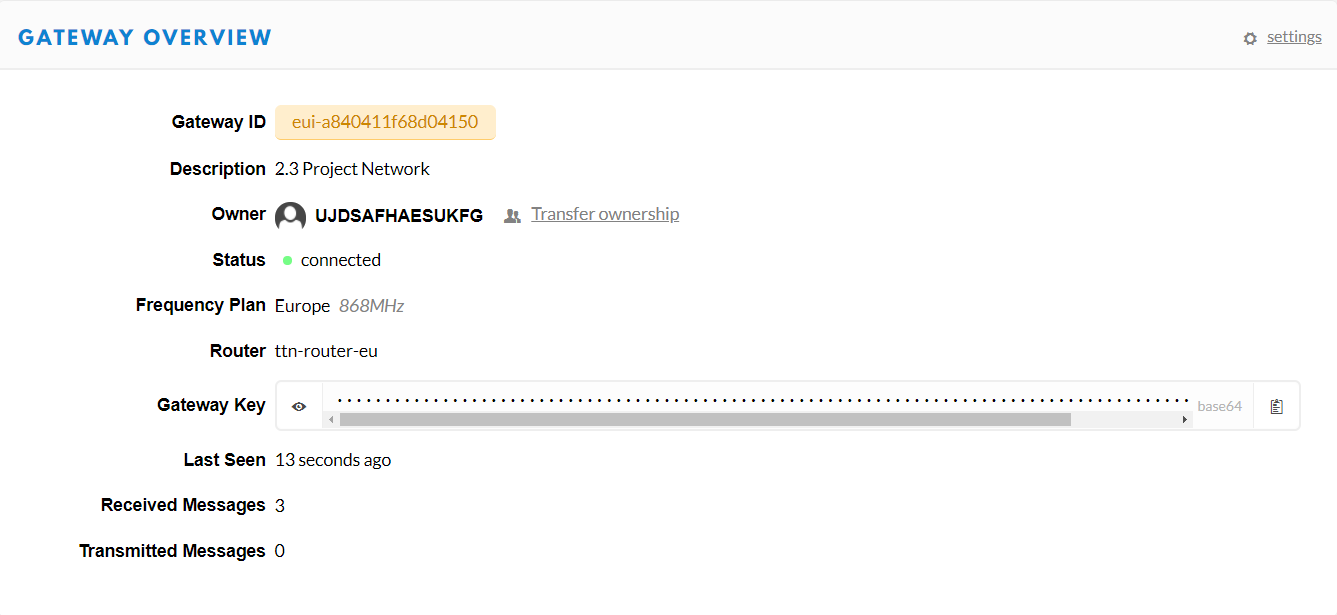 GATEWAY OVERVIEW
settings
Gateway ID eui-a840411f68d04150
Description 2.3 Project Network
Owner UJDSAFHAESUKFG Transfer ownership
Status connected
Frequency Plan Europe 868MHz
Router ttn-router-eu
Gateway Key base64
Last Seen 13 seconds ago
Received Messages 3
Transmitted Messages 0